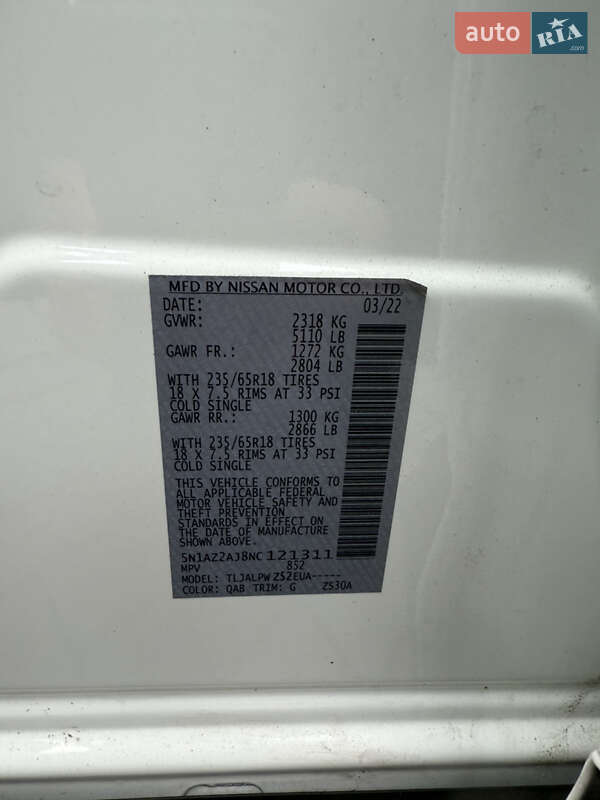 auto RIA
.com
MFD BY NISSAN MOTOR CO., LTD.
DATE: 03/22
GVWR: 2318 KG
5110 LB
GAWR FR.: 1272 KG
2804 LB
WITH 235/65R18 TIRES
18 X 7.5 RIMS AT 33 PSI
COLD SINGLE
GAWR RR.: 1300 KG
2866 LB
WITH 235/65R18 TIRES
18 X 7.5 RIMS AT 33 PSI
COLD SINGLE
THIS VEHICLE CONFORMS TO
ALL APPLICABLE FEDERAL
MOTOR VEHICLE SAFETY AND
THEFT PREVENTION
STANDARDS IN EFFECT ON
THE DATE OF MANUFACTURE
SHOWN ABOVE.
5N1AZ2AJ8NC121311
MPV 852
MODEL: TLJALPWZS2EUA-----
COLOR: QAB TRIM: G ZS30A